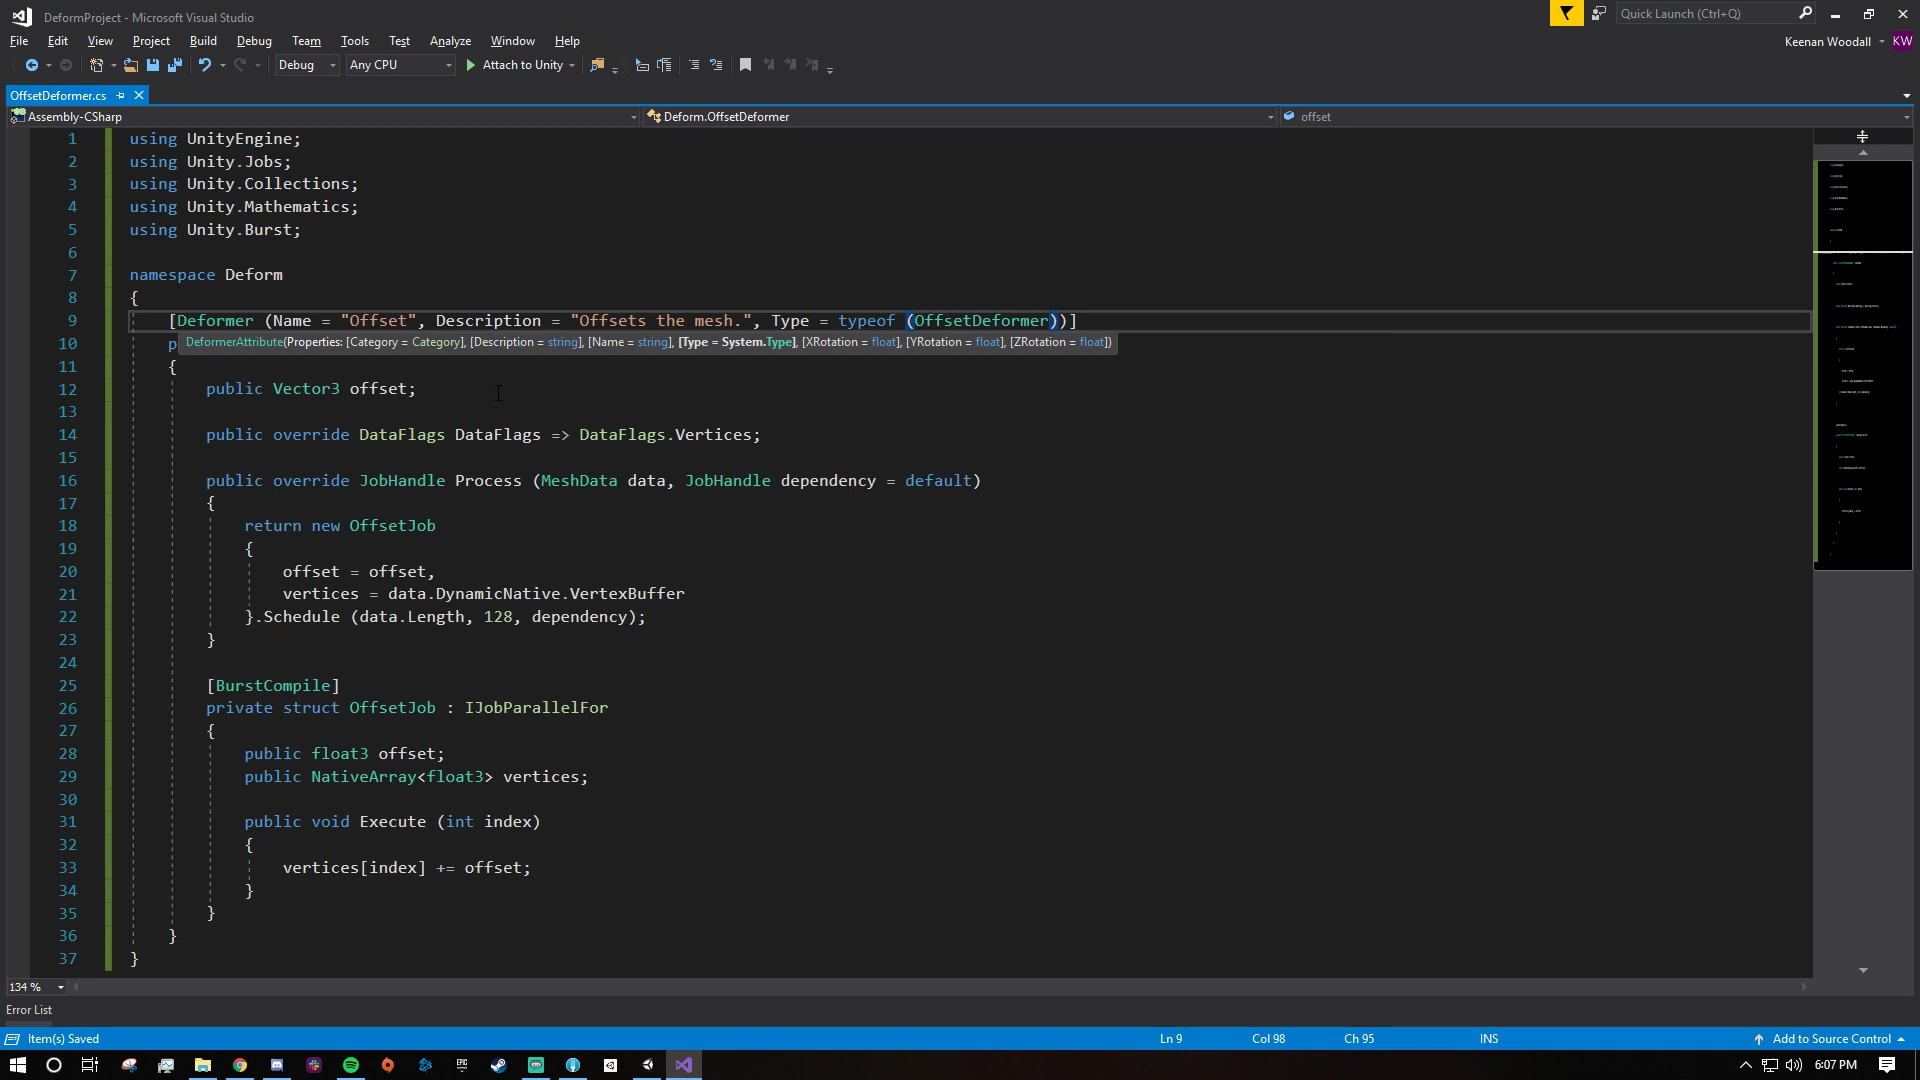 DeformProject - Microsoft Visual Studio
Quick Launch (Ctrl+Q)
File Edit View Project Build Debug Team Tools Test Analyze Window Help
Keenan Woodall KW
Debug Any CPU Attach to Unity
OffsetDeformer.cs
Assembly-CSharp Deform.OffsetDeformer offset
1 using UnityEngine;
2 using Unity.Jobs;
3 using Unity.Collections;
4 using Unity.Mathematics;
5 using Unity.Burst;
6
7 namespace Deform
8 {
9 [Deformer (Name = "Offset", Description = "Offsets the mesh.", Type = typeof (OffsetDeformer))]
10 p
DeformerAttribute(Properties: [Category = Category], [Description = string], [Name = string], [Type = System.Type], [XRotation = float], [YRotation = float], [ZRotation = float])
11 {
12 public Vector3 offset;
13
14 public override DataFlags DataFlags => DataFlags.Vertices;
15
16 public override JobHandle Process (MeshData data, JobHandle dependency = default)
17 {
18 return new OffsetJob
19 {
20 offset = offset,
21 vertices = data.DynamicNative.VertexBuffer
22 }.Schedule (data.Length, 128, dependency);
23 }
24
25 [BurstCompile]
26 private struct OffsetJob : IJobParallelFor
27 {
28 public float3 offset;
29 public NativeArray<float3> vertices;
30
31 public void Execute (int index)
32 {
33 vertices[index] += offset;
34 }
35 }
36 }
37 }
134 %
Error List
Item(s) Saved Ln 9 Col 98 Ch 95 INS Add to Source Control
EPIC
6:07 PM